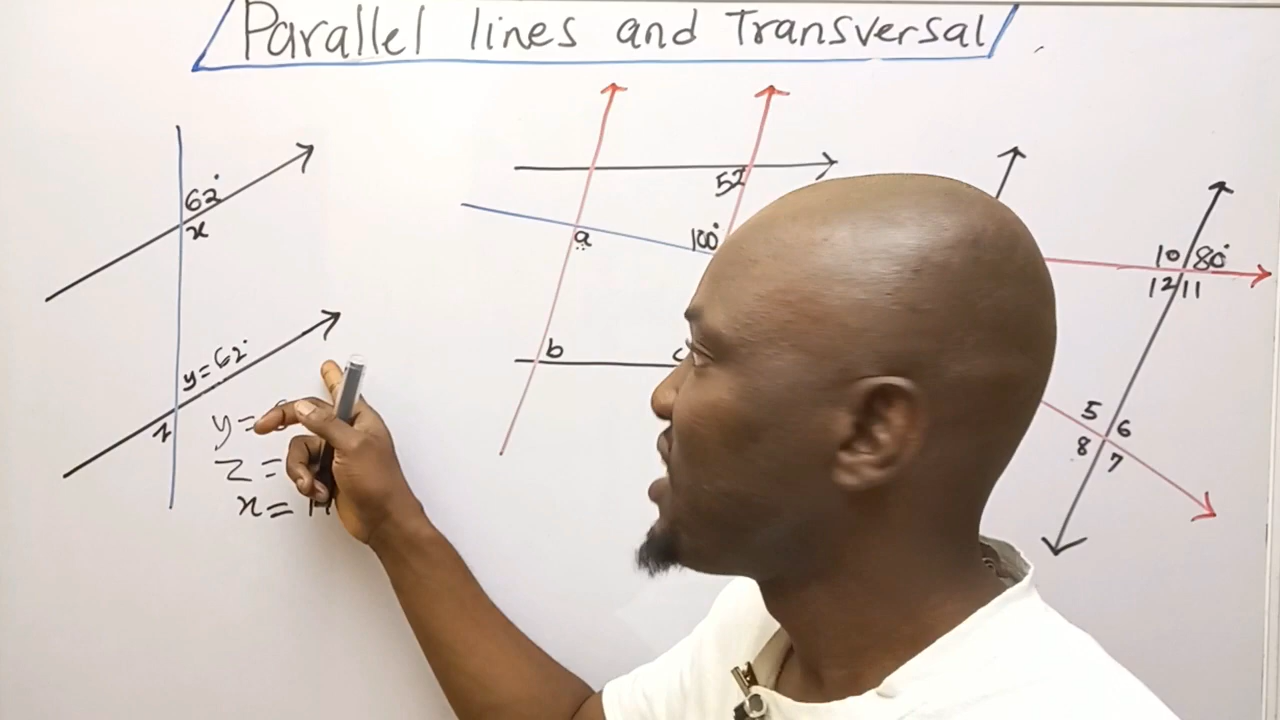 Parallel lines and Transversal
62°
x
y=62°
z
y=
z=
x=
52
100°
a
b
c
10 80°
12 11
5 6
8 7